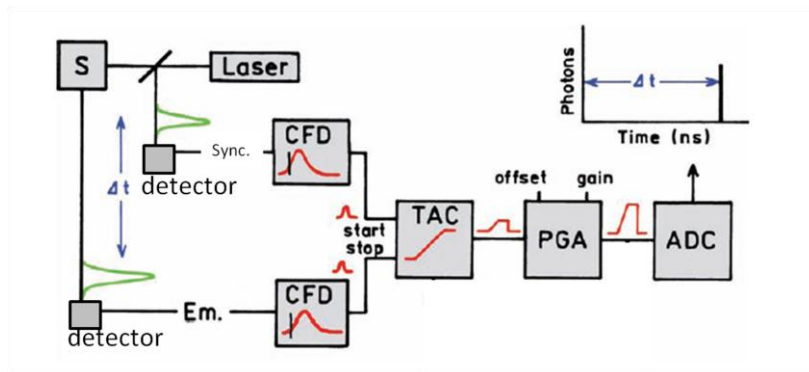 S
Laser
Sync.
CFD
detector
Δt
Photons
Δt
Time (ns)
offset gain
start
stop
TAC
PGA
ADC
Em.
CFD
detector